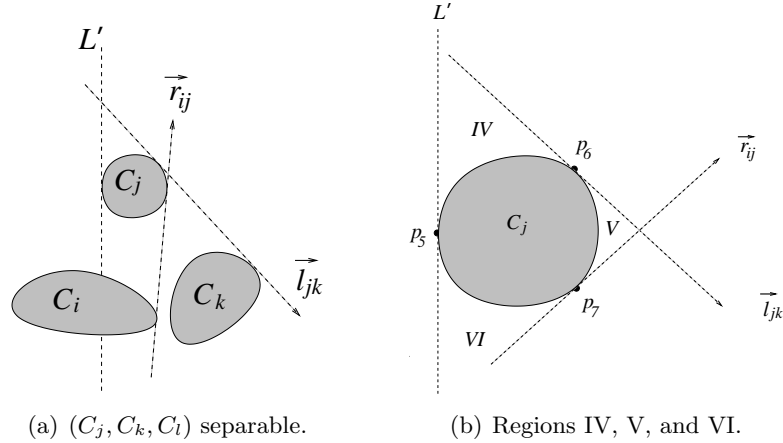 L′
r_ij
C_j
C_i
C_k
l_jk
(a) (C_j, C_k, C_l) separable.
L′
IV
p_6
r_ij
p_5
C_j
V
p_7
l_jk
VI
(b) Regions IV, V, and VI.